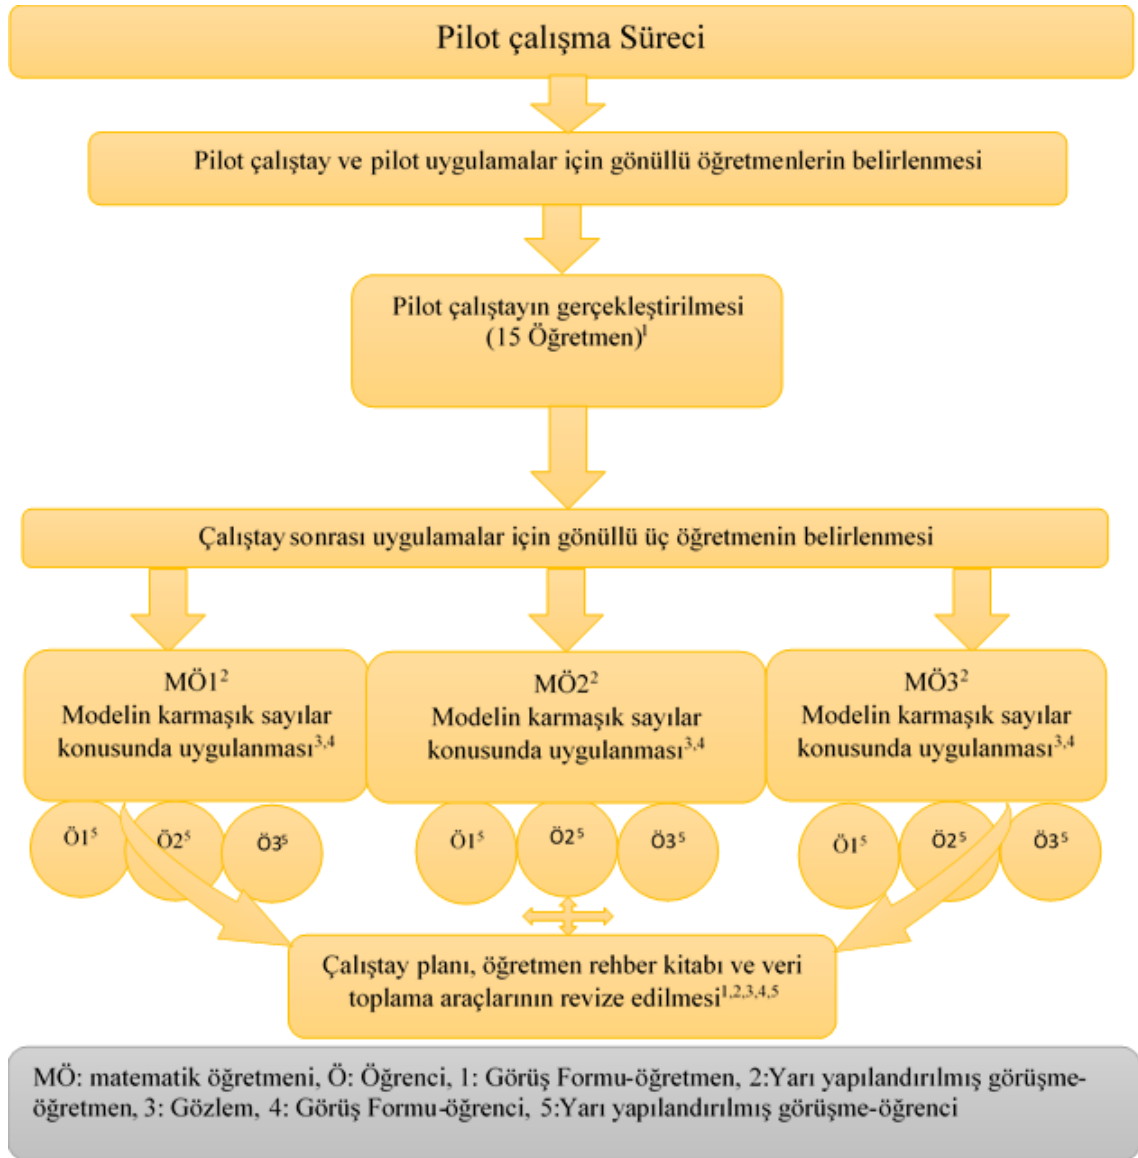 Pilot çalışma Süreci
Pilot çalıştay ve pilot uygulamalar için gönüllü öğretmenlerin belirlenmesi
Pilot çalıştayın gerçekleştirilmesi
(15 Öğretmen)¹
Çalıştay sonrası uygulamalar için gönüllü üç öğretmenin belirlenmesi
MÖ1²
Modelin karmaşık sayılar
konusunda uygulanması³,⁴
MÖ2²
Modelin karmaşık sayılar
konusunda uygulanması³,⁴
MÖ3²
Modelin karmaşık sayılar
konusunda uygulanması³,⁴
Ö1⁵
Ö2⁵
Ö3⁵
Ö1⁵
Ö2⁵
Ö3⁵
Ö1⁵
Ö2⁵
Ö3⁵
Çalıştay planı, öğretmen rehber kitabı ve veri
toplama araçlarının revize edilmesi¹,²,³,⁴,⁵
MÖ: matematik öğretmeni, Ö: Öğrenci, 1: Görüş Formu-öğretmen, 2:Yarı yapılandırılmış görüşme-
öğretmen, 3: Gözlem, 4: Görüş Formu-öğrenci, 5:Yarı yapılandırılmış görüşme-öğrenci